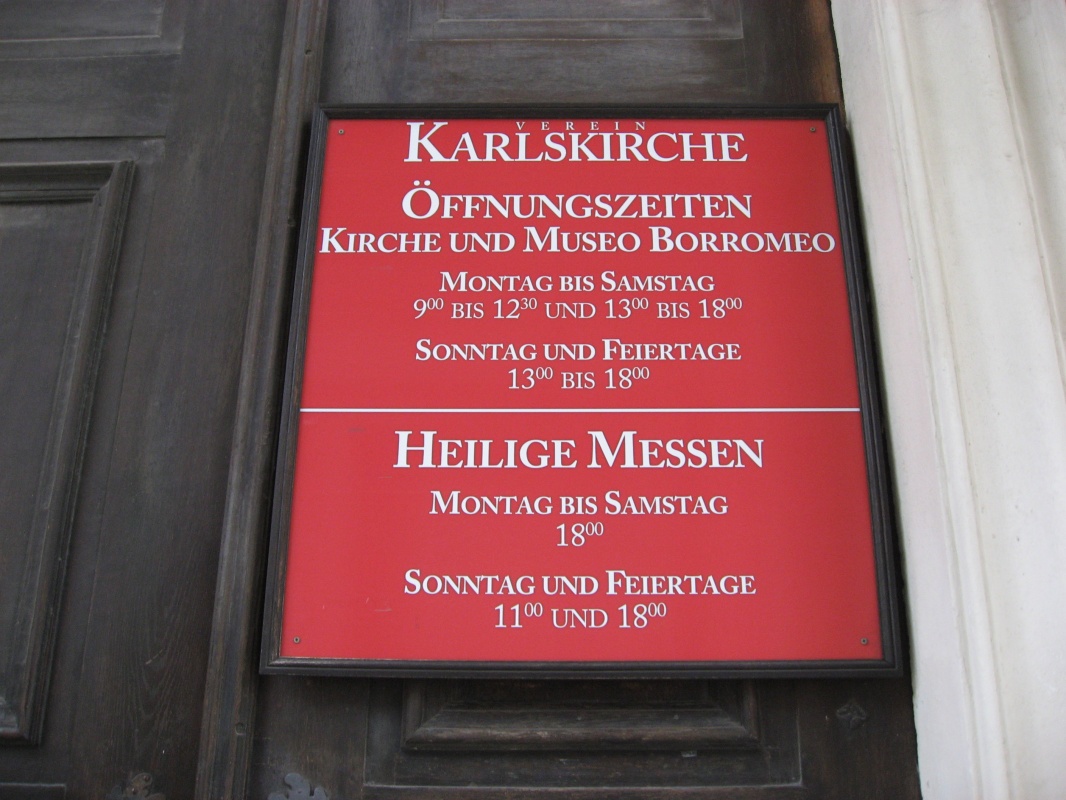 VEREIN
KARLSKIRCHE
ÖFFNUNGSZEITEN
KIRCHE UND MUSEO BORROMEO
MONTAG BIS SAMSTAG
9⁰⁰ BIS 12³⁰ UND 13⁰⁰ BIS 18⁰⁰
SONNTAG UND FEIERTAGE
13⁰⁰ BIS 18⁰⁰
HEILIGE MESSEN
MONTAG BIS SAMSTAG
18⁰⁰
SONNTAG UND FEIERTAGE
11⁰⁰ UND 18⁰⁰